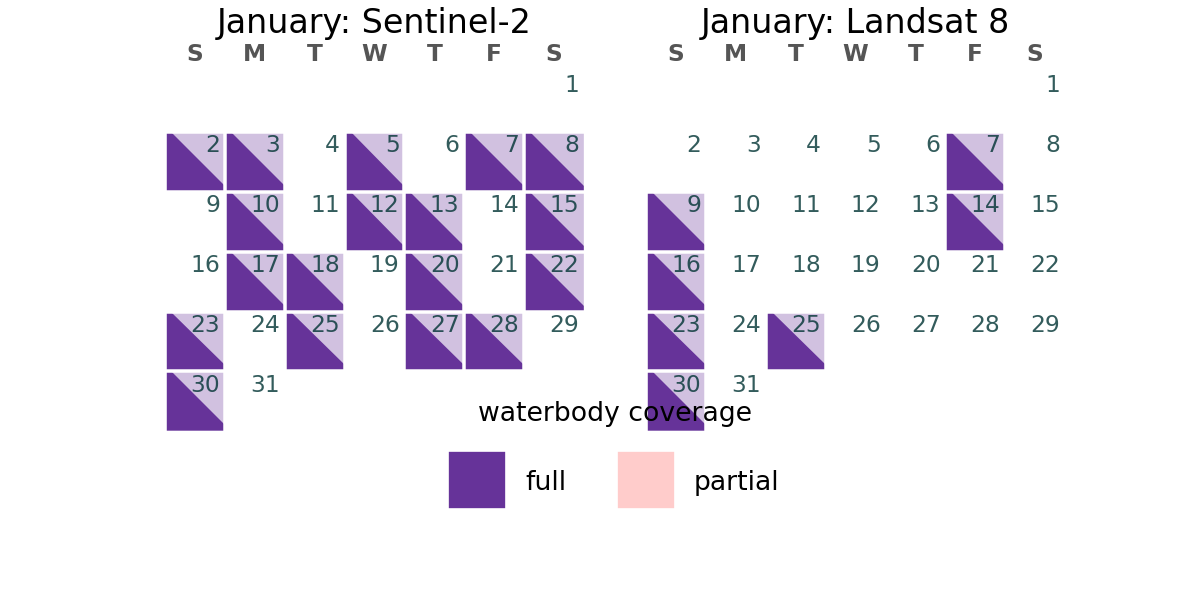 January: Sentinel-2
S M T W T F S
1
2 3 4 5 6 7 8
9 10 11 12 13 14 15
16 17 18 19 20 21 22
23 24 25 26 27 28 29
30 31
January: Landsat 8
S M T W T F S
1
2 3 4 5 6 7 8
9 10 11 12 13 14 15
16 17 18 19 20 21 22
23 24 25 26 27 28 29
30 31
waterbody coverage
full partial